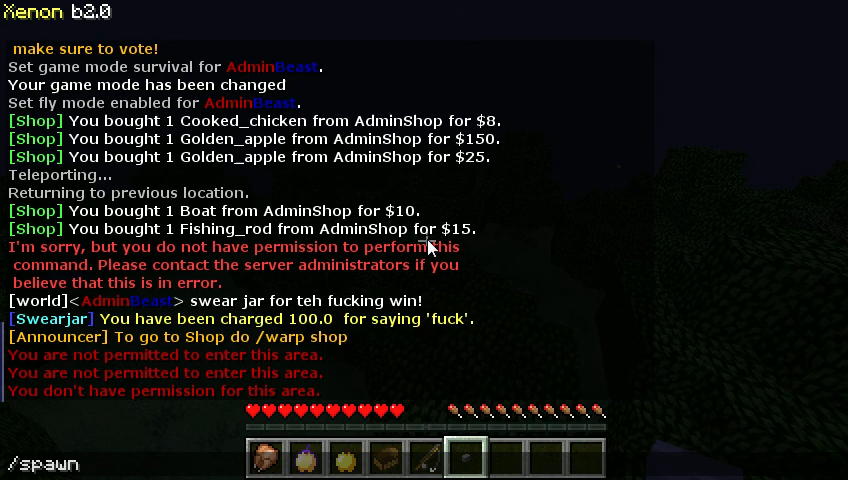 Xenon b2.0
make sure to vote!
Set game mode survival for AdminBeast.
Your game mode has been changed
Set fly mode enabled for AdminBeast.
[Shop] You bought 1 Cooked_chicken from AdminShop for $8.
[Shop] You bought 1 Golden_apple from AdminShop for $150.
[Shop] You bought 1 Golden_apple from AdminShop for $25.
Teleporting...
Returning to previous location.
[Shop] You bought 1 Boat from AdminShop for $10.
[Shop] You bought 1 Fishing_rod from AdminShop for $15.
I'm sorry, but you do not have permission to perform this
command. Please contact the server administrators if you
believe that this is in error.
[world]<AdminBeast> swear jar for teh fucking win!
[Swearjar] You have been charged 100.0  for saying 'fuck'.
[Announcer] To go to Shop do /warp shop
You are not permitted to enter this area.
You are not permitted to enter this area.
You don't have permission for this area.
/spawn